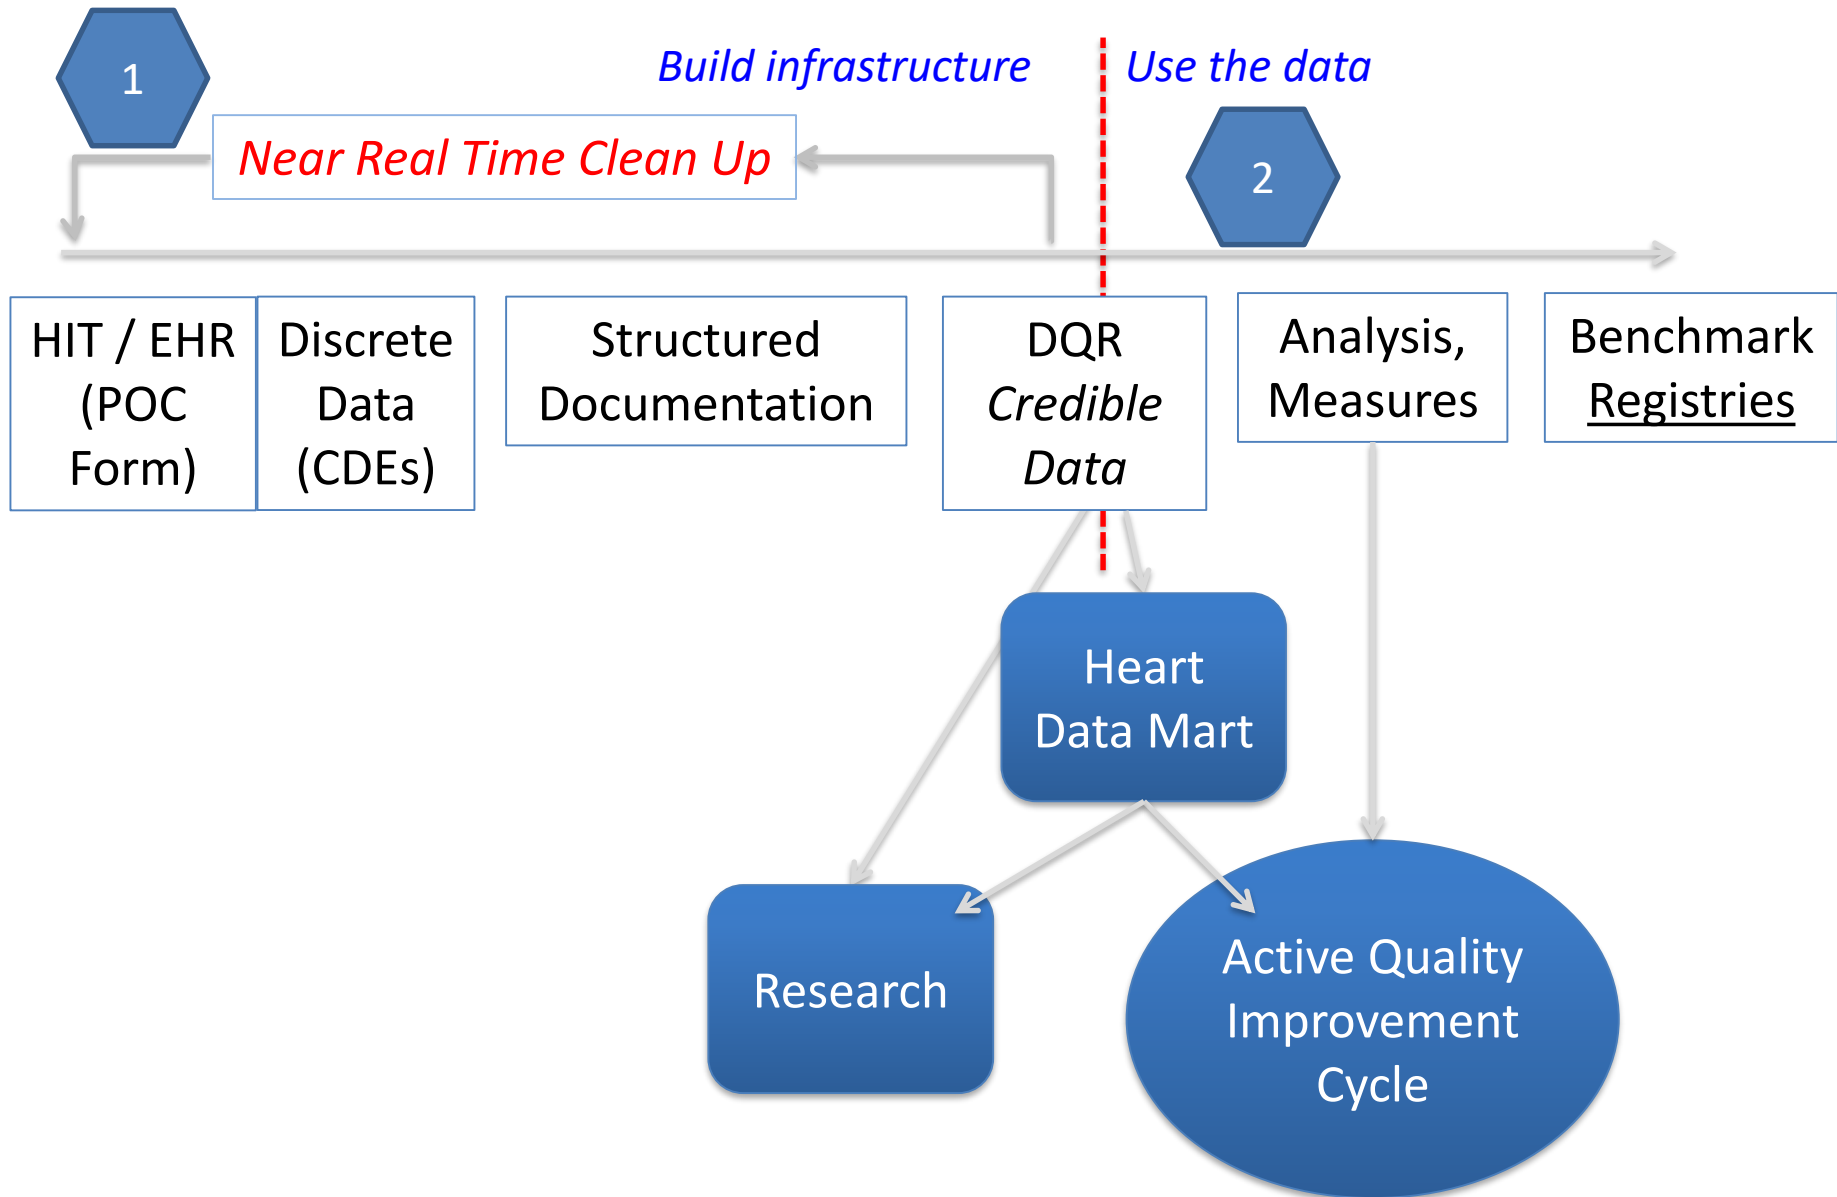 1
Build infrastructure
Use the data
Near Real Time Clean Up
2
HIT / EHR
(POC
Form)
Discrete
Data
(CDEs)
Structured
Documentation
DQR
Credible
Data
Analysis,
Measures
Benchmark
Registries
Heart
Data Mart
Research
Active Quality
Improvement
Cycle